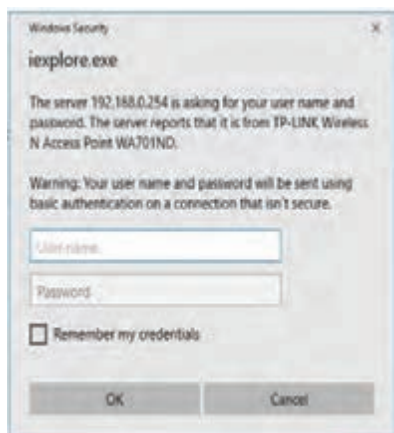 Windows Security
iexplore.exe
The server 192.168.0.254 is asking for your user name and
password. The server reports that it is from TP-LINK Wireless
N Access Point WA701ND.
Warning: Your user name and password will be sent using
basic authentication on a connection that isn't secure.
User name
Password
Remember my credentials
OK
Cancel